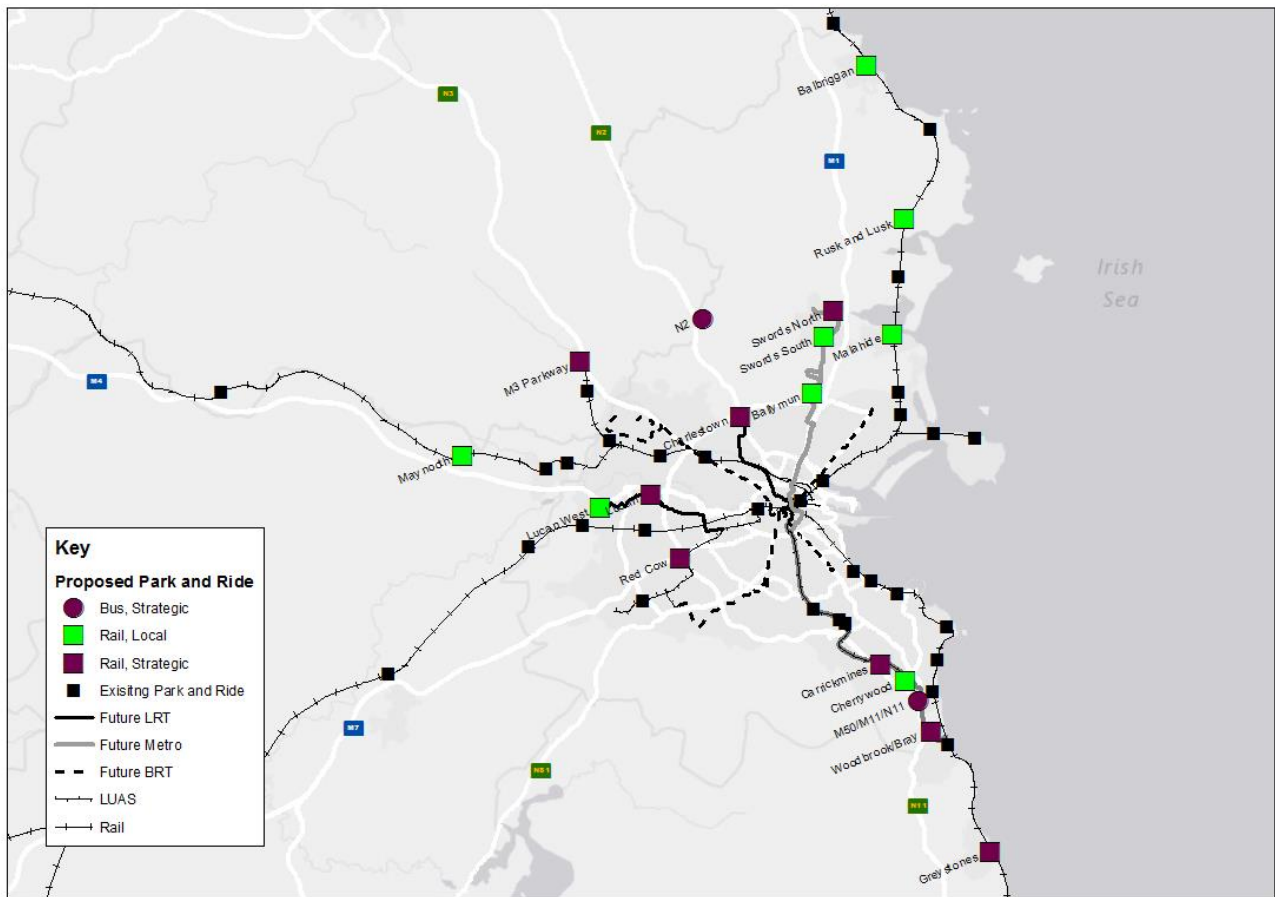 Balbriggan
N3
N2
M1
Rusk and Lusk
Irish
Sea
Swords North
N2
Swords South
Malahide
M3 Parkway
M4
Ballymun
Charlestown
Maynooth
Lucan West
Red Cow
Key
Proposed Park and Ride
Bus, Strategic
Rail, Local
Rail, Strategic
Exisitng Park and Ride
Future LRT
Future Metro
Future BRT
LUAS
Rail
Carrickmines
Cherrywood
M50/M11/N11
M7
Woodbrook/Bray
N81
N11
Greystones